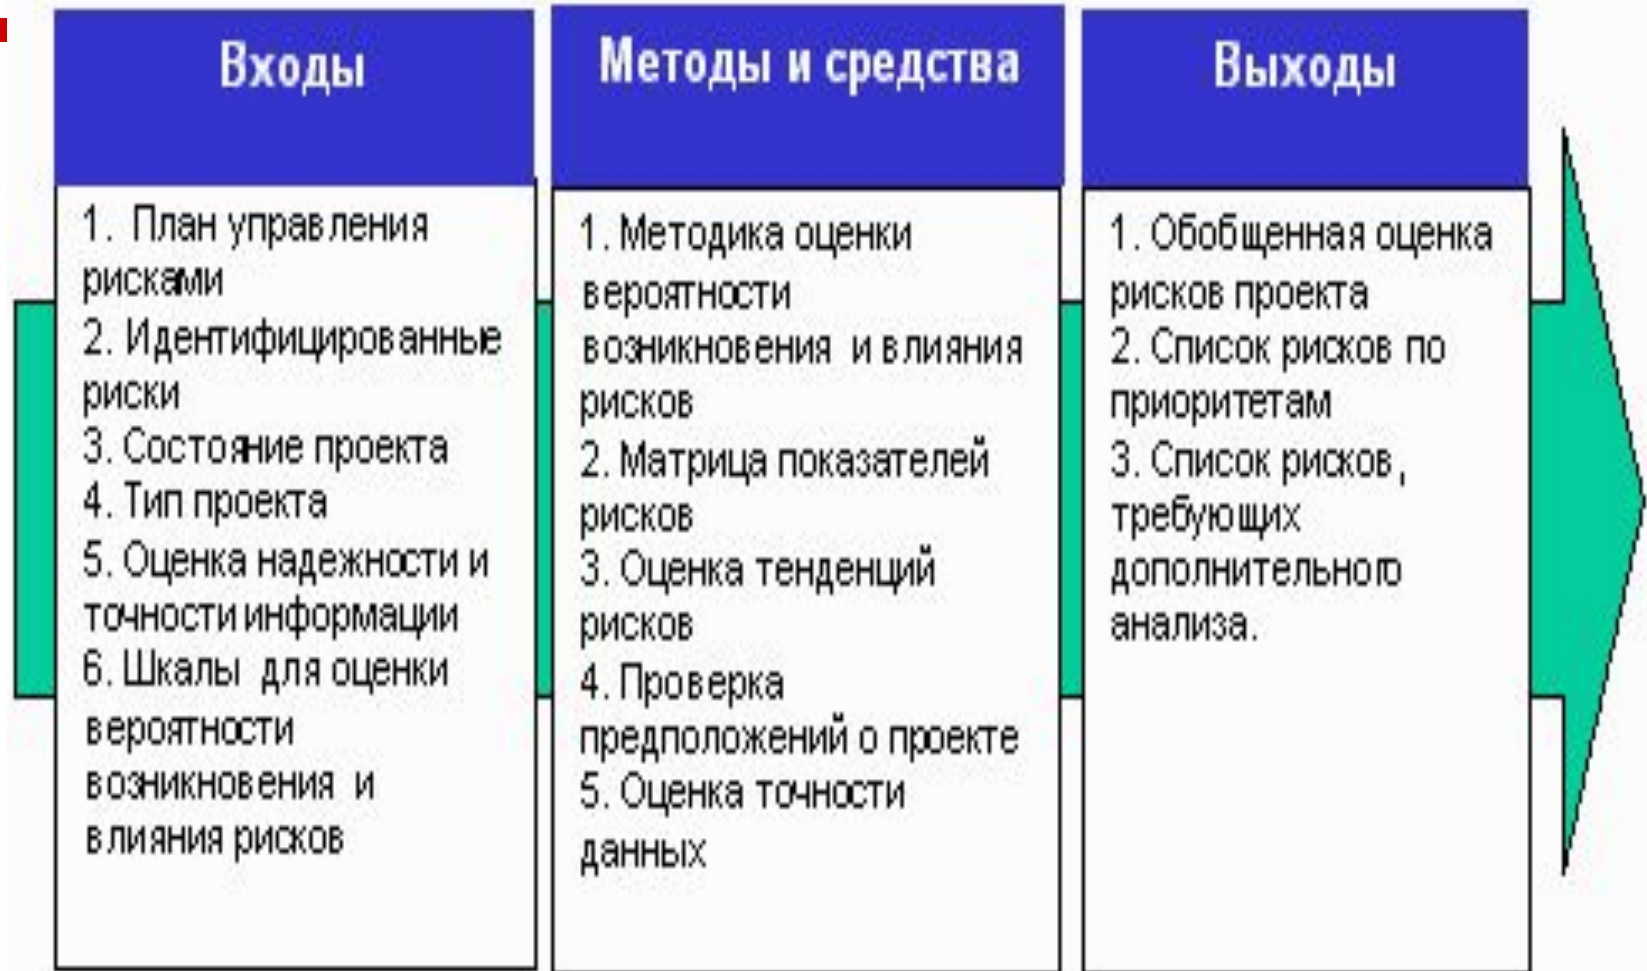 Входы
1. План управления
рисками
2. Идентифицированные
риски
3. Состояние проекта
4. Тип проекта
5. Оценка надежности и
точности информации
6. Шкалы для оценки
вероятности
возникновения и
влияния рисков
Методы и средства
1. Методика оценки
вероятности
возникновения и влияния
рисков
2. Матрица показателей
рисков
3. Оценка тенденций
рисков
4. Проверка
предположений о проекте
5. Оценка точности
данных
Выходы
1. Обобщенная оценка
рисков проекта
2. Список рисков по
приоритетам
3. Список рисков,
требующих
дополнительного
анализа.